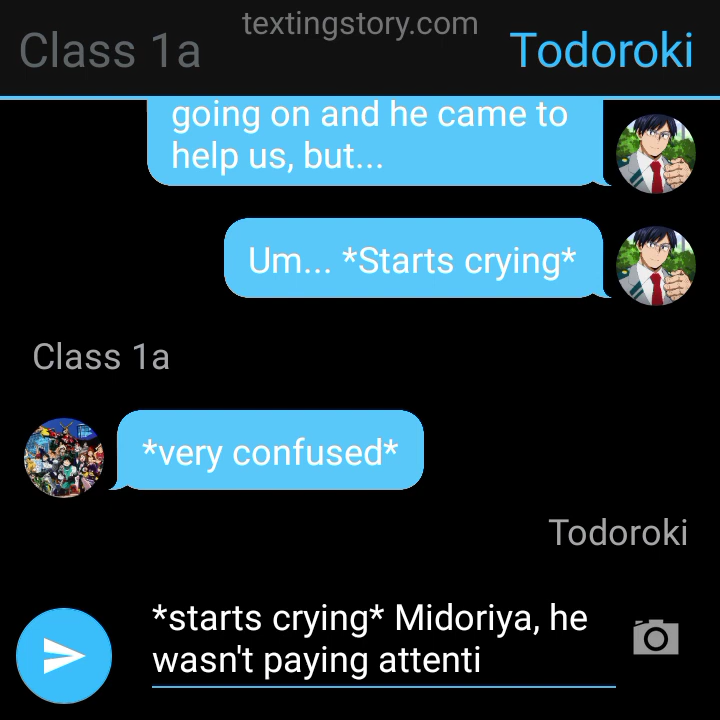 textingstory.com
Class 1a
Todoroki
going on and he came to
help us, but...
Um... *Starts crying*
Class 1a
*very confused*
Todoroki
*starts crying* Midoriya, he
wasn't paying attenti